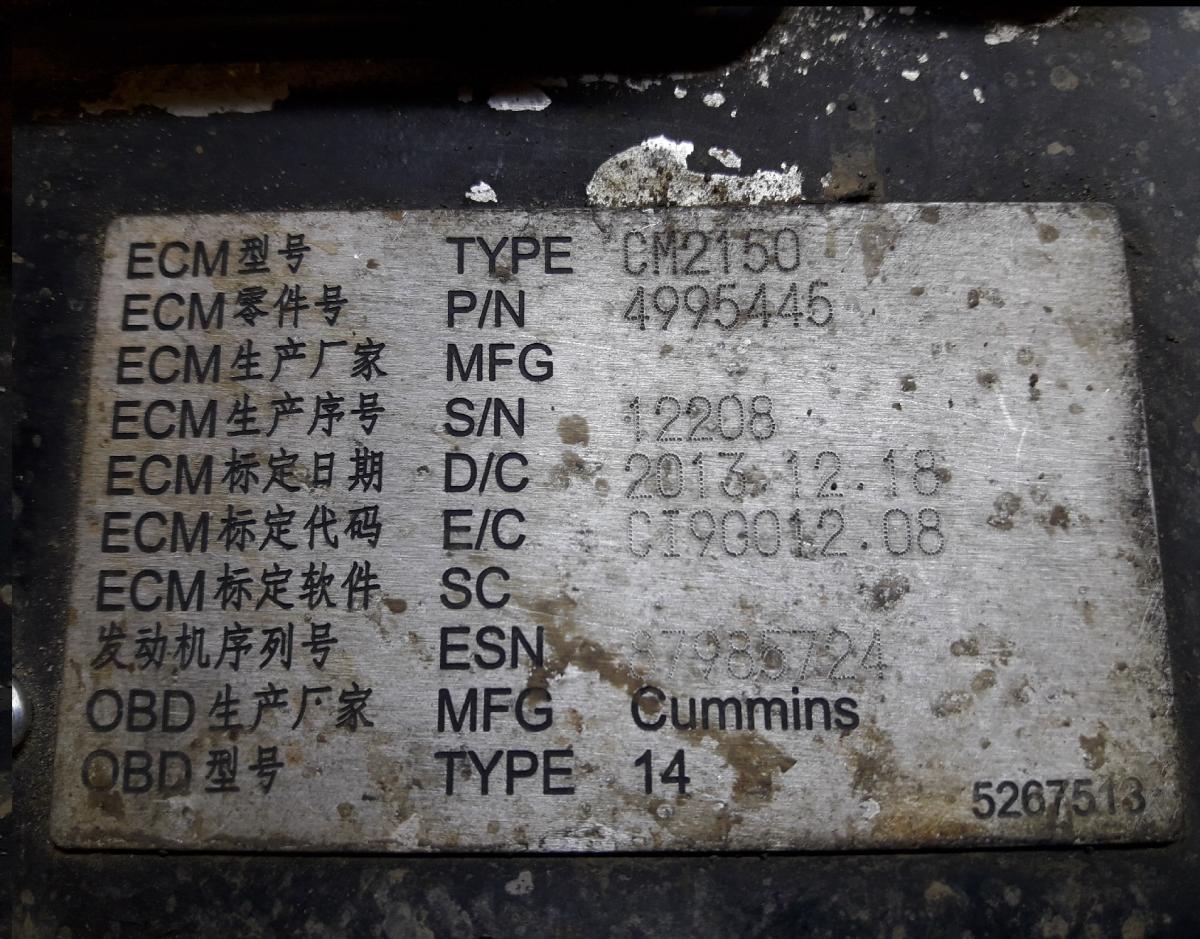 ECM型号 TYPE CM2150
ECM零件号 P/N 4995445
ECM生产厂家 MFG
ECM生产序号 S/N 12208
ECM标定日期 D/C 2013.12.18
ECM标定代码 E/C CI90012.08
ECM标定软件 SC
发动机序列号 ESN 87985724
OBD生产厂家 MFG Cummins
OBD型号 TYPE 14
5267513